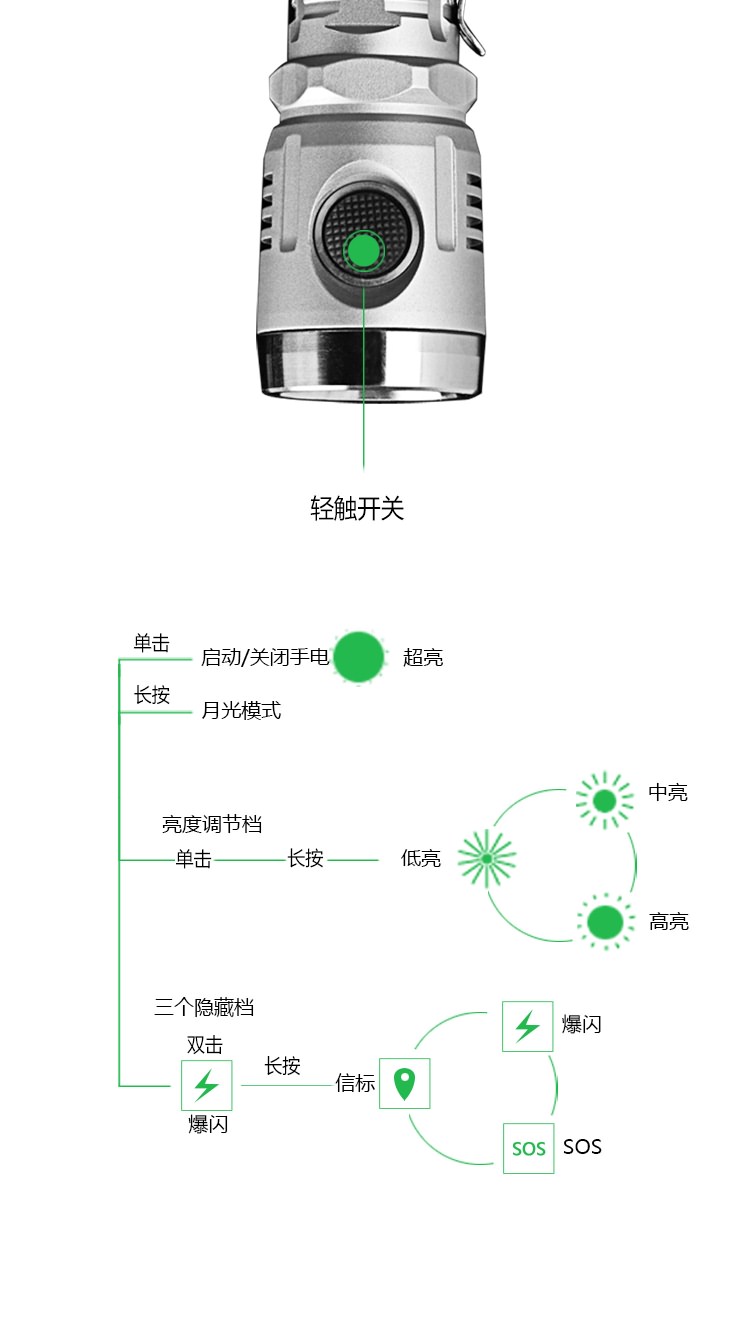 轻触开关
单击
启动/关闭手电 超亮
长按
月光模式
中亮
亮度调节档
单击 长按 低亮
高亮
三个隐藏档
爆闪
双击
长按
信标
爆闪
SOS SOS